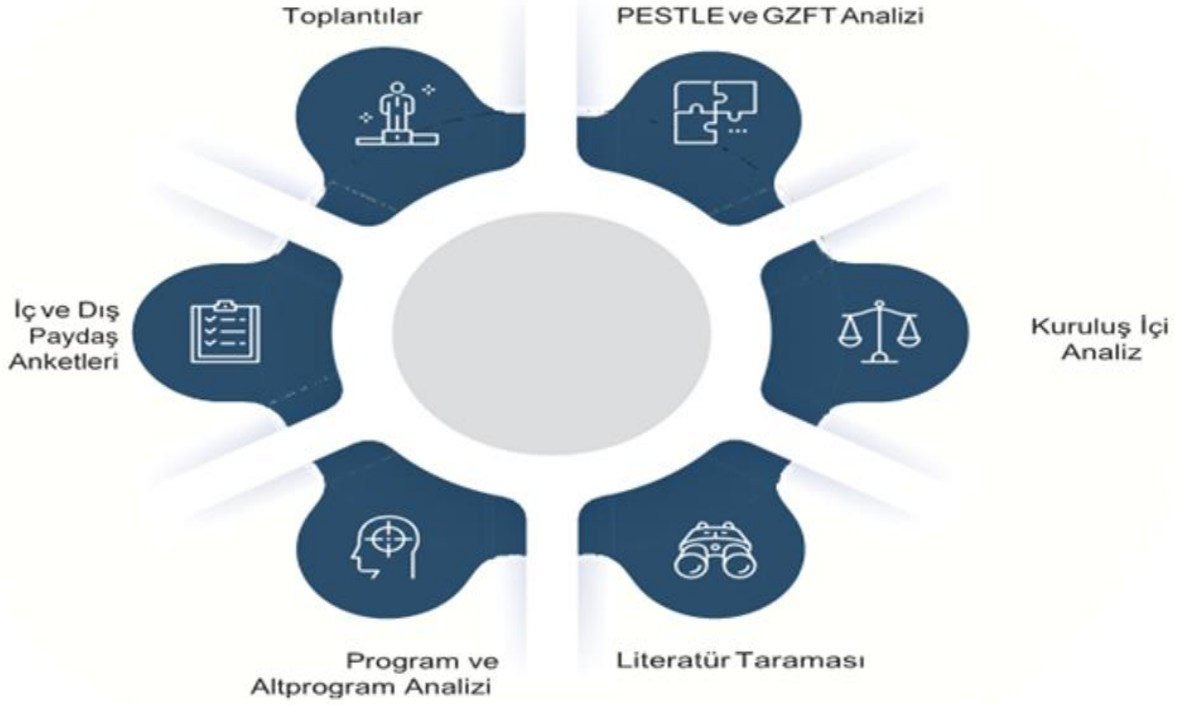 Toplantılar
PESTLE ve GZFT Analizi
İç ve Dış
Paydaş
Anketleri
Kuruluş İçi
Analiz
Program ve
Altprogram Analizi
Literatür Taraması